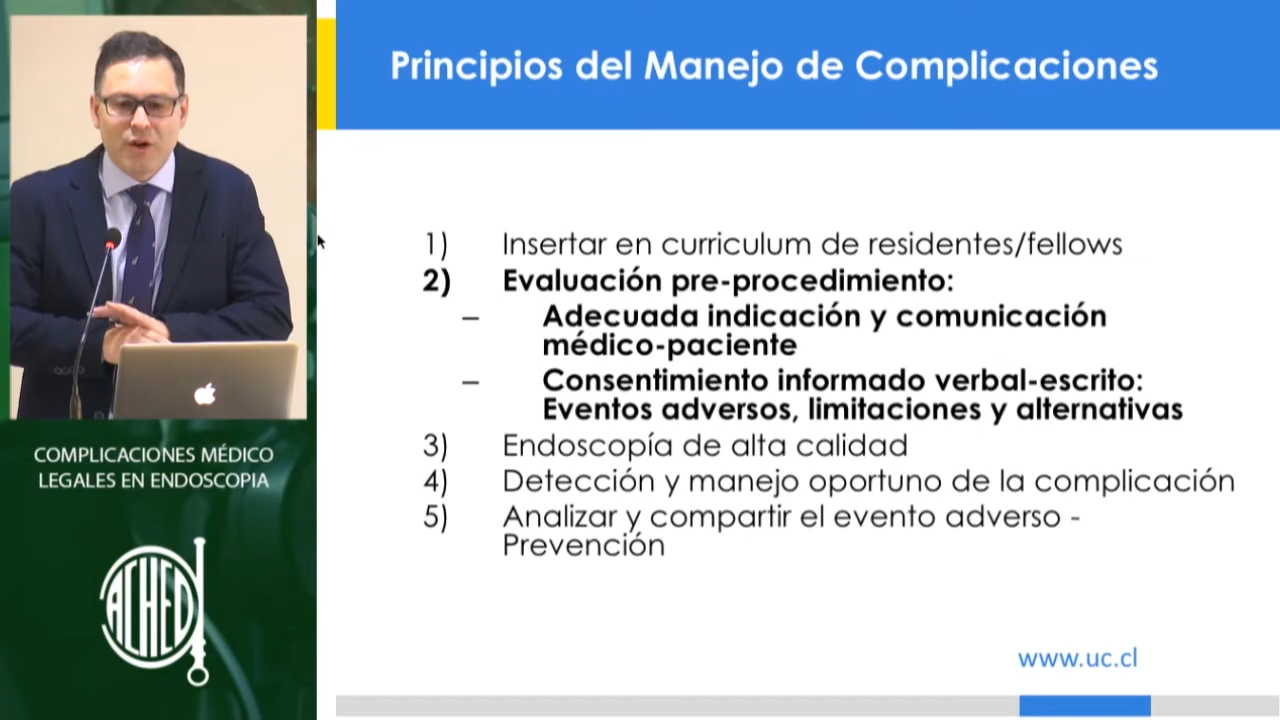 Principios del Manejo de Complicaciones
1) Insertar en curriculum de residentes/fellows
2) Evaluación pre-procedimiento:
– Adecuada indicación y comunicación
médico-paciente
– Consentimiento informado verbal-escrito:
Eventos adversos, limitaciones y alternativas
3) Endoscopía de alta calidad
4) Detección y manejo oportuno de la complicación
5) Analizar y compartir el evento adverso -
Prevención
www.uc.cl
COMPLICACIONES MÉDICO
LEGALES EN ENDOSCOPIA
ACHED